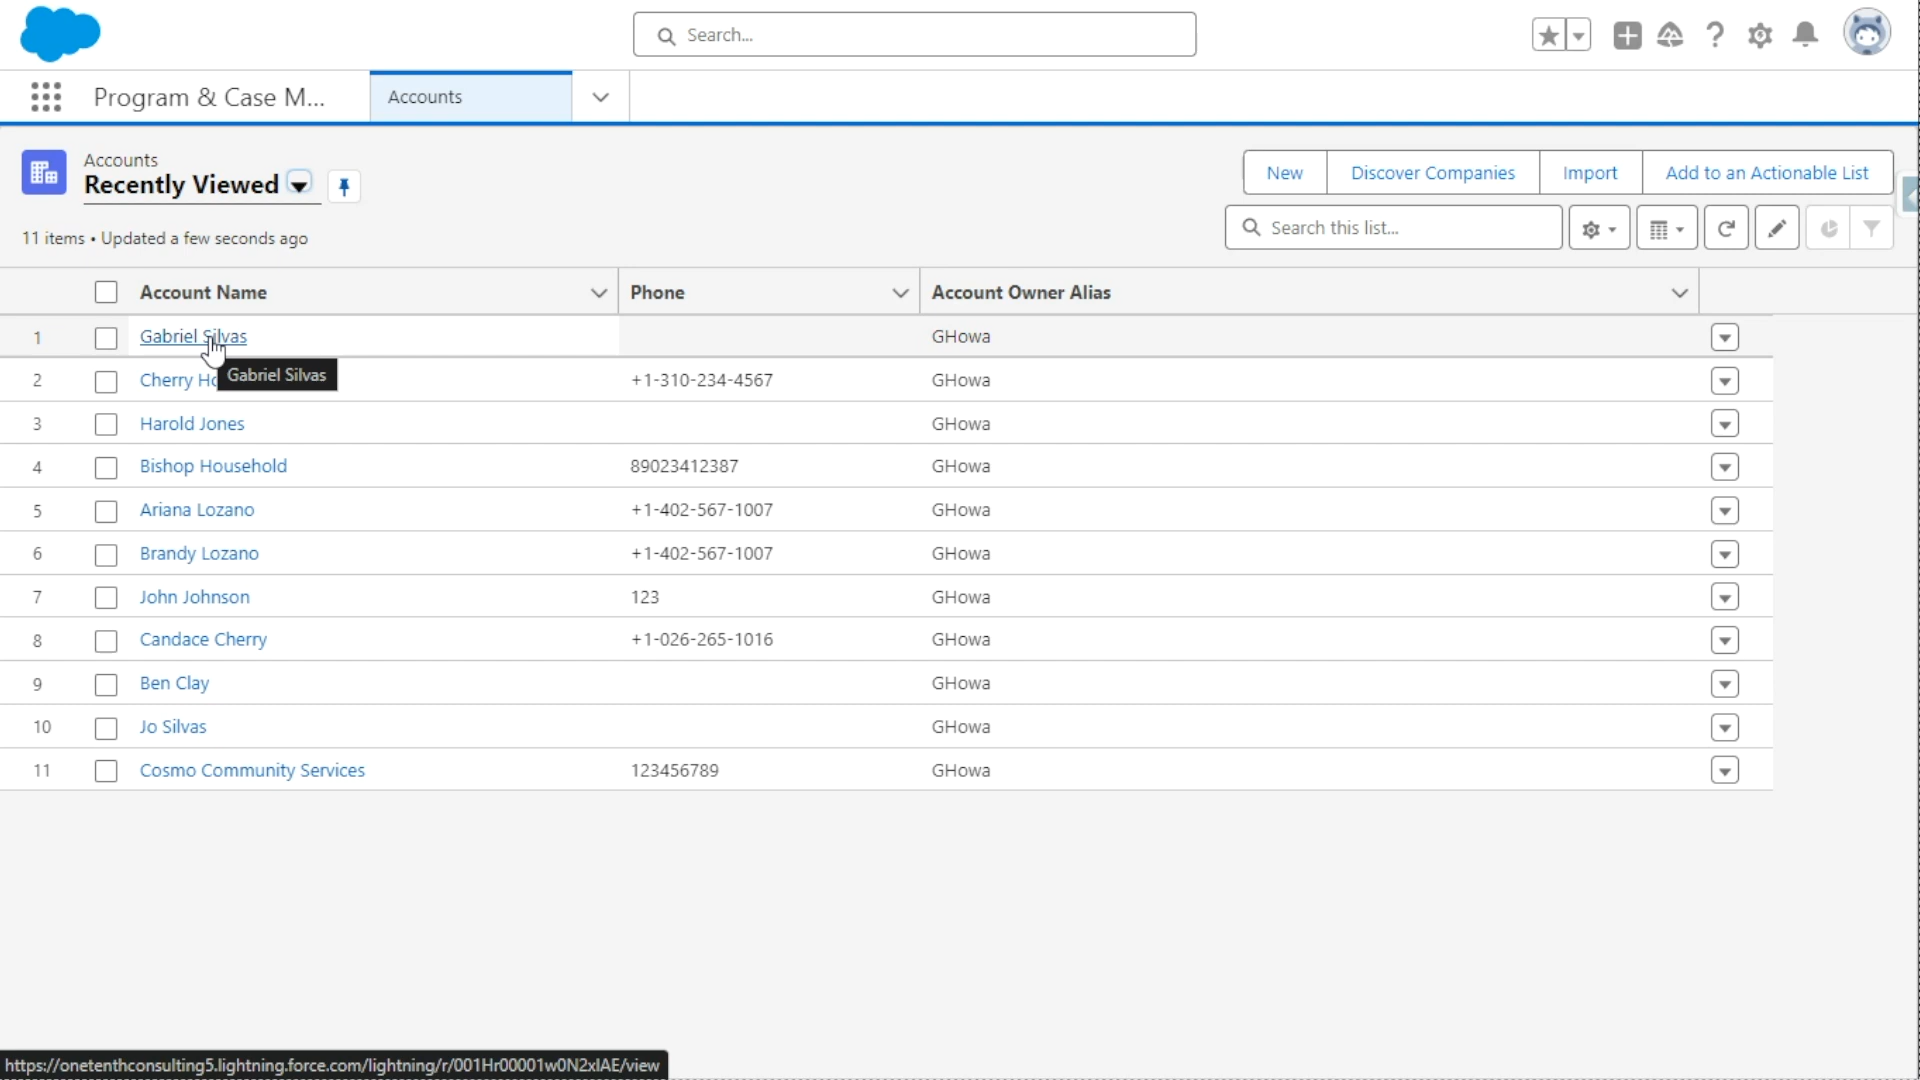 Search...
Program & Case M...
Accounts
Accounts
Recently Viewed
New
Discover Companies
Import
Add to an Actionable List
11 items • Updated a few seconds ago
Search this list...
Account Name
Phone
Account Owner Alias
1 Gabriel Silvas GHowa
Gabriel Silvas
2 Cherry +1-310-234-4567 GHowa
3 Harold Jones GHowa
4 Bishop Household 89023412387 GHowa
5 Ariana Lozano +1-402-567-1007 GHowa
6 Brandy Lozano +1-402-567-1007 GHowa
7 John Johnson 123 GHowa
8 Candace Cherry +1-026-265-1016 GHowa
9 Ben Clay GHowa
10 Jo Silvas GHowa
11 Cosmo Community Services 123456789 GHowa
https://onetenthconsulting5.lightning.force.com/lightning/r/001Hr00001w0N2xIAE/view